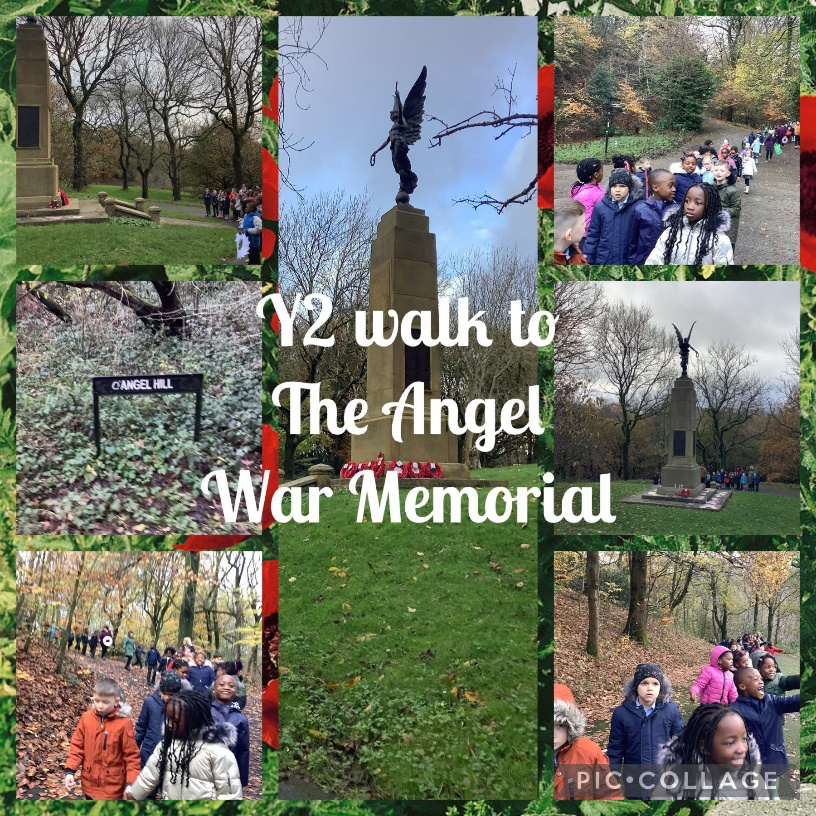 ANGEL HILL
Y2 walk to
The Angel
War Memorial
PIC•COLLAGE